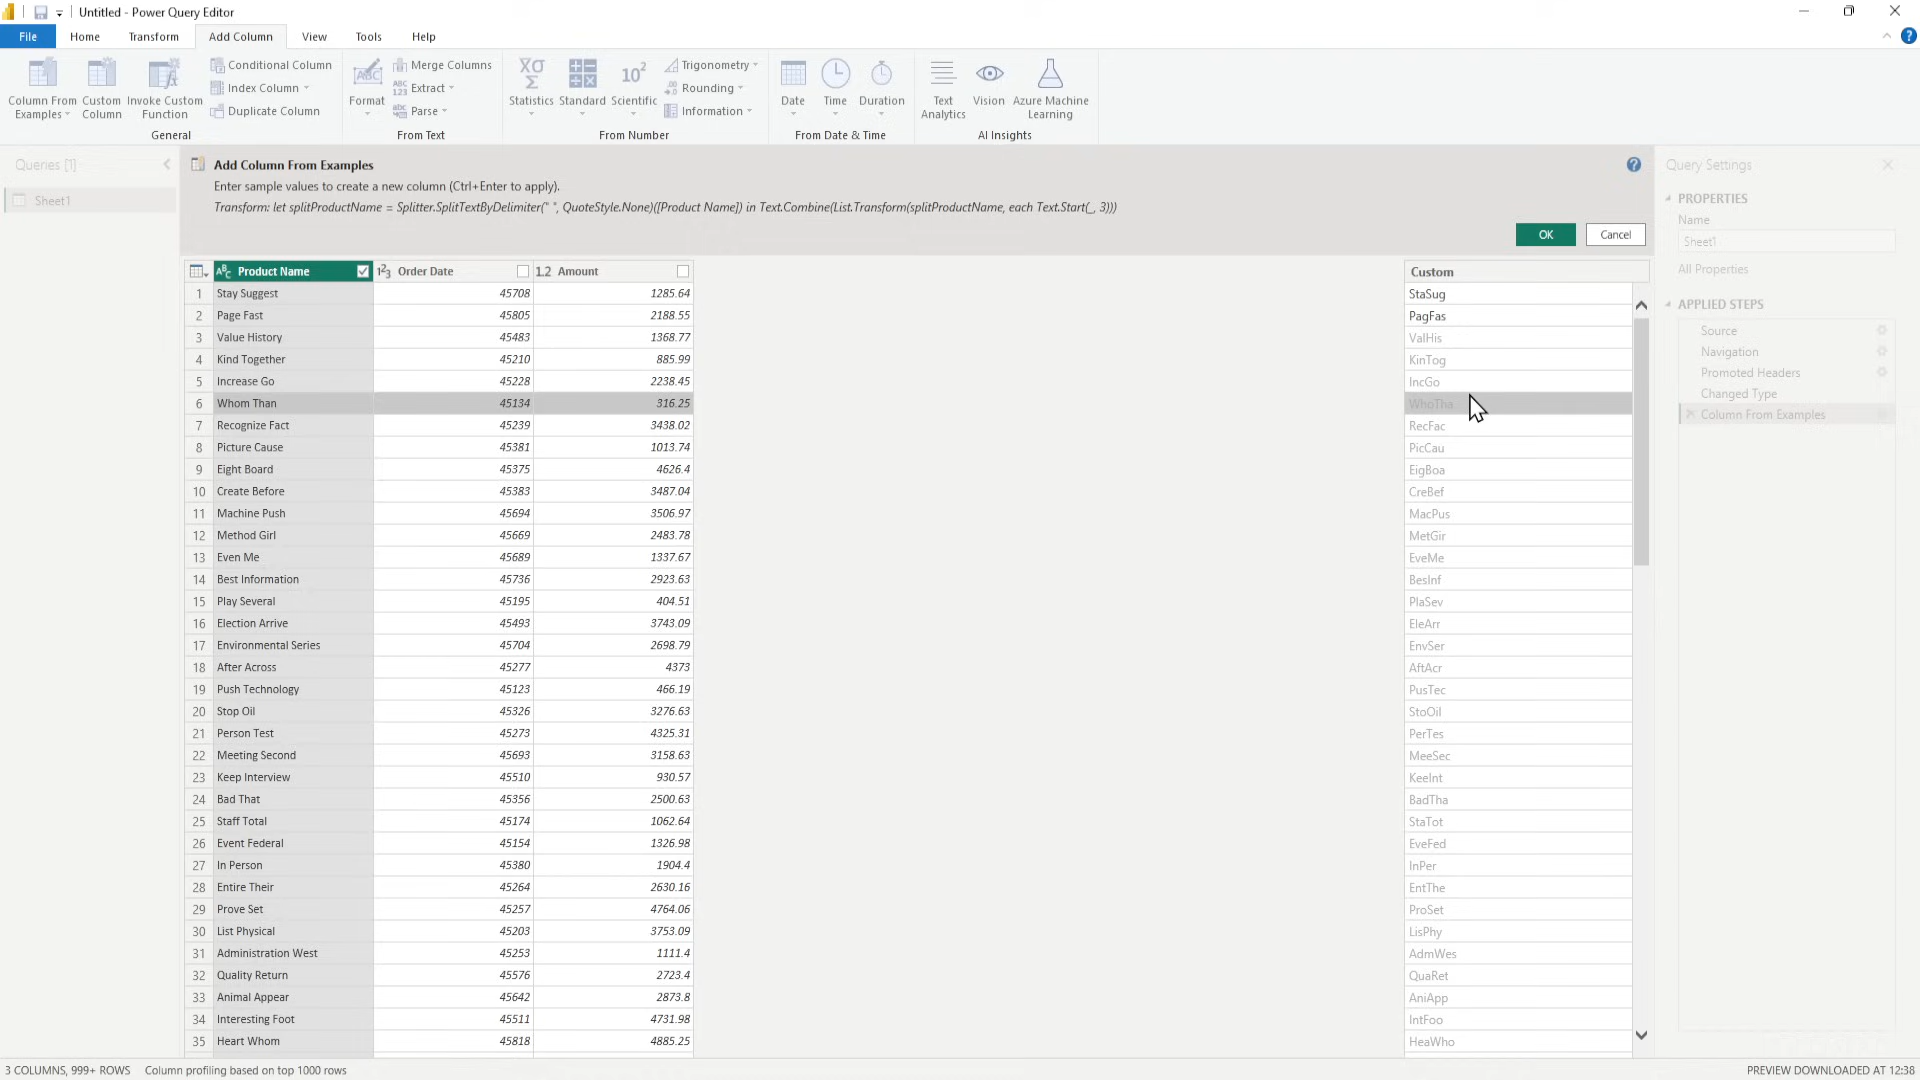 Untitled - Power Query Editor
File Home Transform Add Column View Tools Help
Column From Examples
Custom Column
Invoke Custom Function
Conditional Column
Index Column
Duplicate Column
General
Format
Merge Columns
Extract
Parse
From Text
Statistics
Standard
Scientific
Trigonometry
Rounding
Information
From Number
Date
Time
Duration
From Date & Time
Text Analytics
Vision
Azure Machine Learning
AI Insights
Queries [1]
Sheet1
Add Column From Examples
Enter sample values to create a new column (Ctrl+Enter to apply).
Transform: let splitProductName = Splitter.SplitTextByDelimiter(" ", QuoteStyle.None)([Product Name]) in Text.Combine(List.Transform(splitProductName, each Text.Start(_, 3)))
OK Cancel
Product Name Order Date 1.2 Amount Custom
1 Stay Suggest 45708 1285.64 StaSug
2 Page Fast 45805 2188.55 PagFas
3 Value History 45483 1368.77 ValHis
4 Kind Together 45210 885.99 KinTog
5 Increase Go 45228 2238.45 IncGo
6 Whom Than 45134 316.25 WhoTha
7 Recognize Fact 45239 3438.02 RecFac
8 Picture Cause 45381 1013.74 PicCau
9 Eight Board 45375 4626.4 EigBoa
10 Create Before 45383 3487.04 CreBef
11 Machine Push 45694 3506.97 MacPus
12 Method Girl 45669 2483.78 MetGir
13 Even Me 45689 1337.67 EveMe
14 Best Information 45736 2923.63 BesInf
15 Play Several 45195 404.51 PlaSev
16 Election Arrive 45493 3743.09 EleArr
17 Environmental Series 45704 2698.79 EnvSer
18 After Across 45277 4373 AftAcr
19 Push Technology 45123 466.19 PusTec
20 Stop Oil 45326 3276.63 StoOil
21 Person Test 45273 4325.31 PerTes
22 Meeting Second 45693 3158.63 MeeSec
23 Keep Interview 45510 930.57 KeeInt
24 Bad That 45356 2500.63 BadTha
25 Staff Total 45174 1062.64 StaTot
26 Event Federal 45154 1326.98 EveFed
27 In Person 45380 1904.4 InPer
28 Entire Their 45264 2630.16 EntThe
29 Prove Set 45257 4764.06 ProSet
30 List Physical 45203 3753.09 LisPhy
31 Administration West 45253 1111.4 AdmWes
32 Quality Return 45576 2723.4 QuaRet
33 Animal Appear 45642 2873.8 AniApp
34 Interesting Foot 45511 4731.98 IntFoo
35 Heart Whom 45818 4885.25 HeaWho
Query Settings
PROPERTIES
Name
Sheet1
All Properties
APPLIED STEPS
Source
Navigation
Promoted Headers
Changed Type
Column From Examples
3 COLUMNS, 999+ ROWS Column profiling based on top 1000 rows
PREVIEW DOWNLOADED AT 12:38